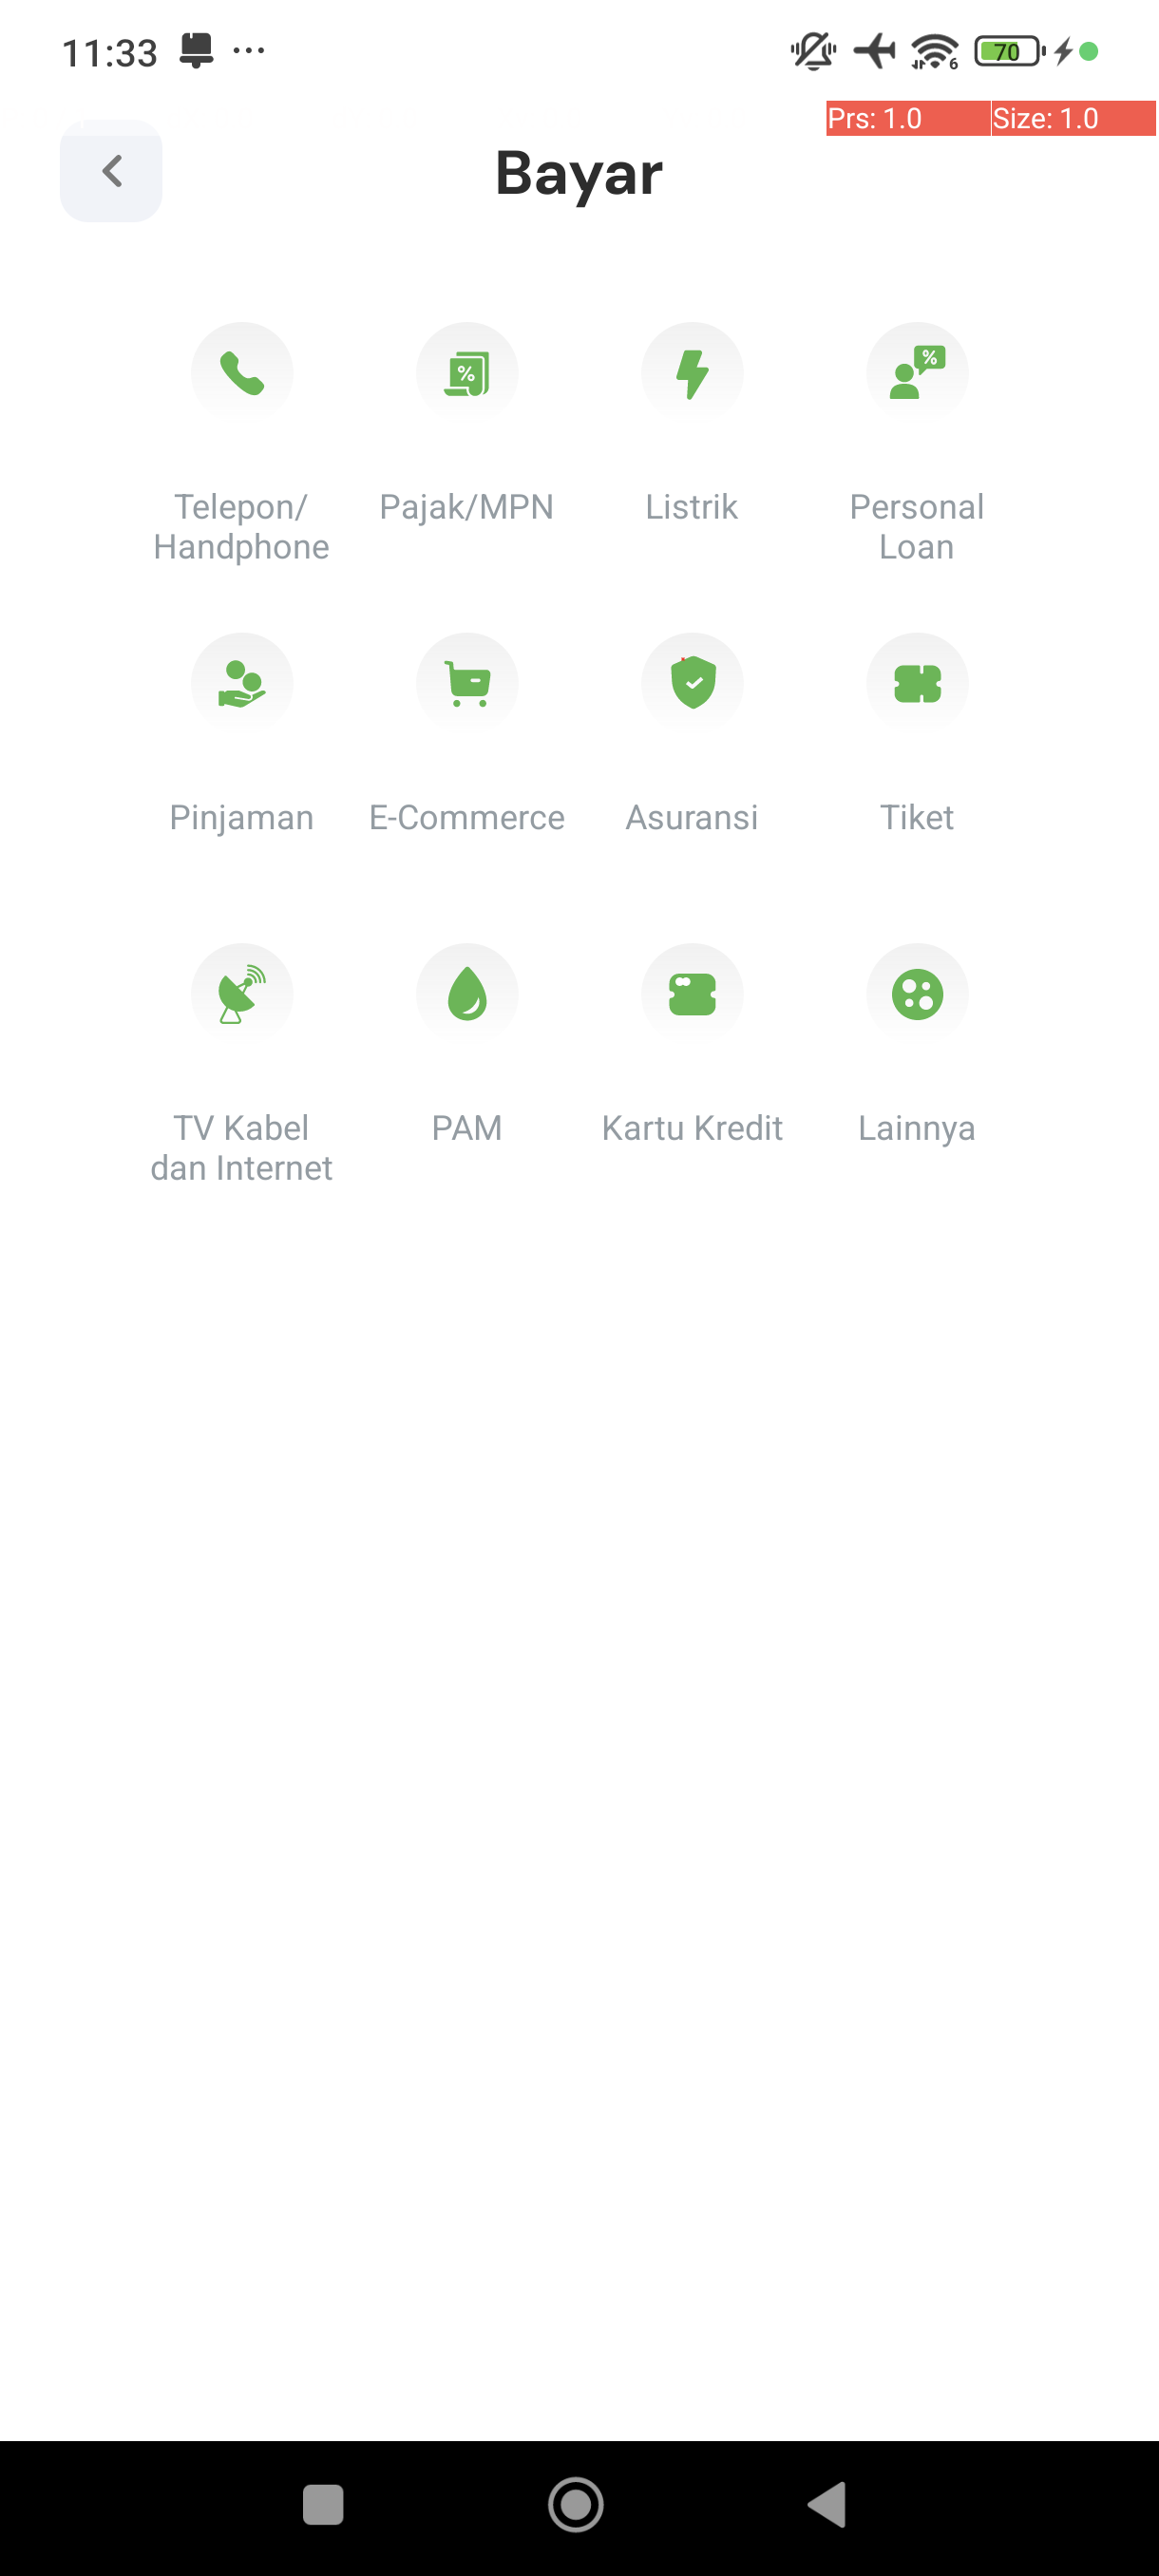 11:33
6
70
Prs: 1.0 Size: 1.0
Bayar
%
%
Telepon/
Handphone
Pajak/MPN
Listrik
Personal
Loan
Pinjaman
E-Commerce
Asuransi
Tiket
TV Kabel
dan Internet
PAM
Kartu Kredit
Lainnya